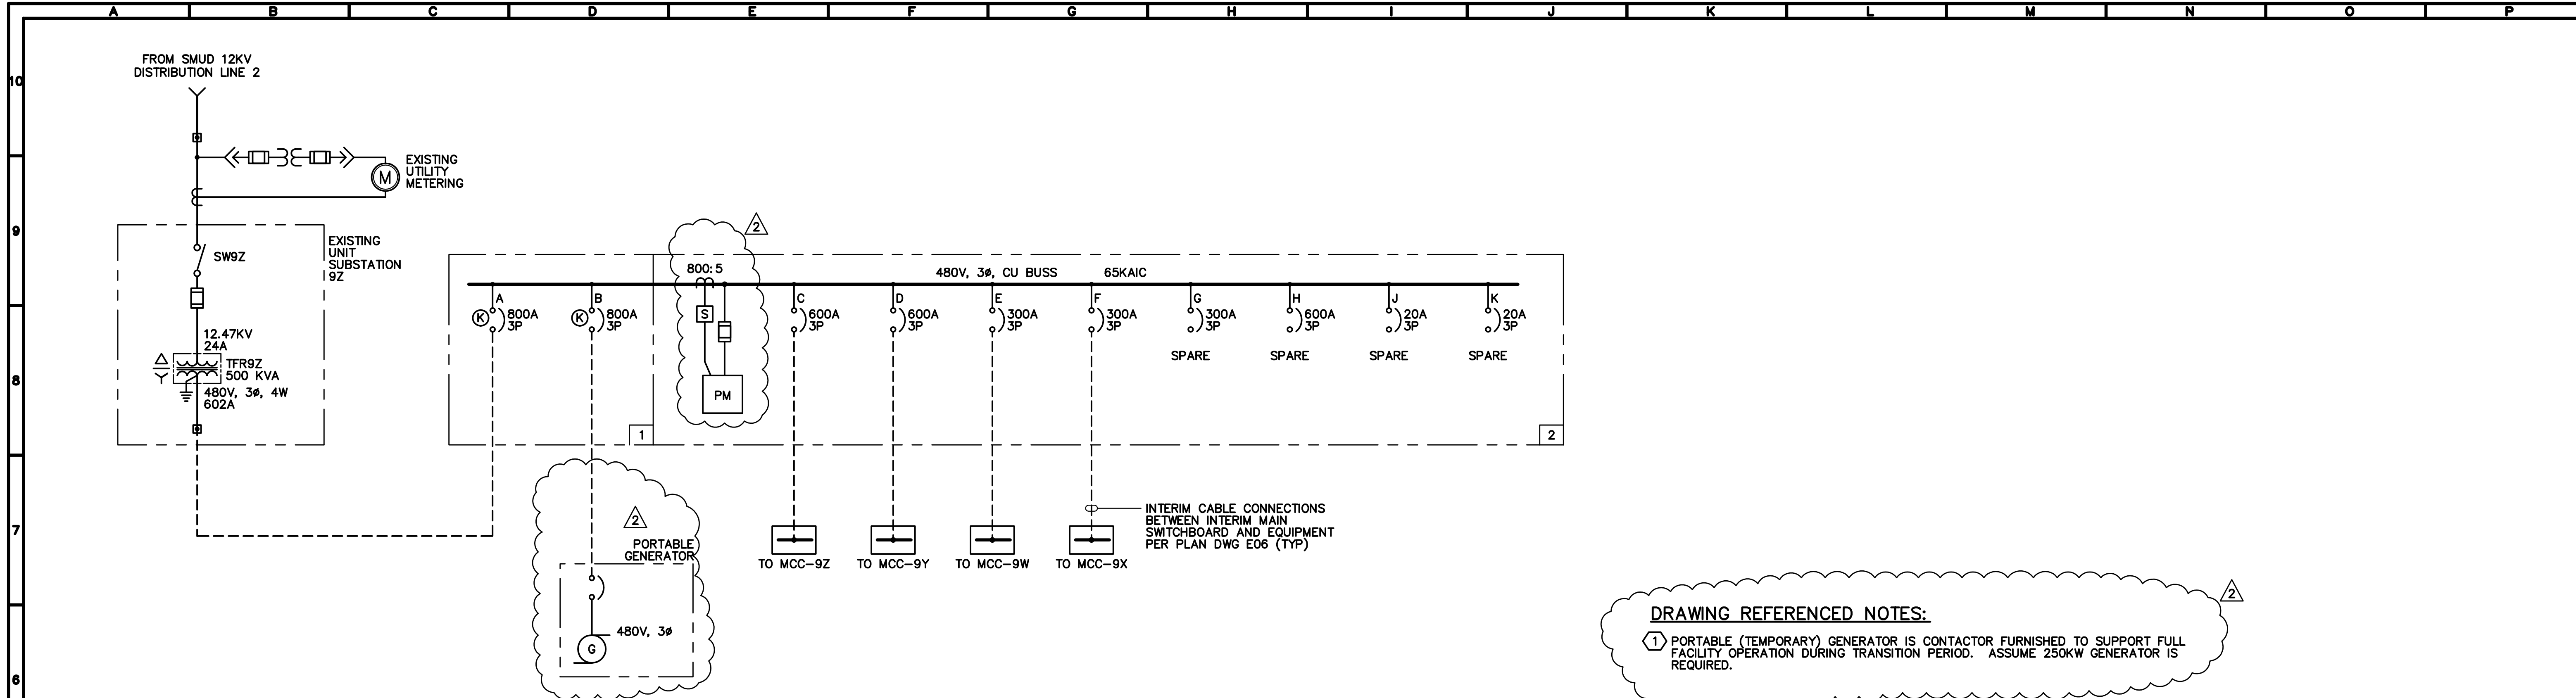 A B C D E F G H I J K L M N O P
10
9
8
7
6
FROM SMUD 12KV
DISTRIBUTION LINE 2
M
EXISTING
UTILITY
METERING
SW9Z
EXISTING
UNIT
SUBSTATION
9Z
12.47KV
24A
TFR9Z
500 KVA
480V, 3ø, 4W
602A
2
800:5
480V, 3ø, CU BUSS 65KAIC
A
K
800A
3P
B
K
800A
3P
S
PM
C
600A
3P
D
600A
3P
E
300A
3P
F
300A
3P
G
300A
3P
SPARE
H
600A
3P
SPARE
J
20A
3P
SPARE
K
20A
3P
SPARE
1
2
2
PORTABLE
GENERATOR
480V, 3ø
G
TO MCC-9Z
TO MCC-9Y
TO MCC-9W
TO MCC-9X
INTERIM CABLE CONNECTIONS
BETWEEN INTERIM MAIN
SWITCHBOARD AND EQUIPMENT
PER PLAN DWG E06 (TYP)
2
DRAWING REFERENCED NOTES:
1 PORTABLE (TEMPORARY) GENERATOR IS CONTACTOR FURNISHED TO SUPPORT FULL
FACILITY OPERATION DURING TRANSITION PERIOD. ASSUME 250KW GENERATOR IS
REQUIRED.